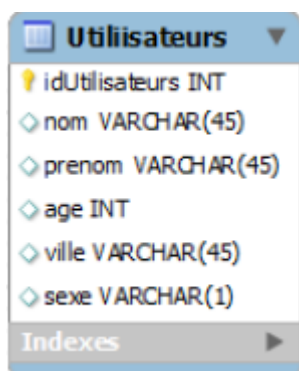 Utiliisateurs
idUtilisateurs INT
nom VARCHAR(45)
prenom VARCHAR(45)
age INT
ville VARCHAR(45)
sexe VARCHAR(1)
Indexes